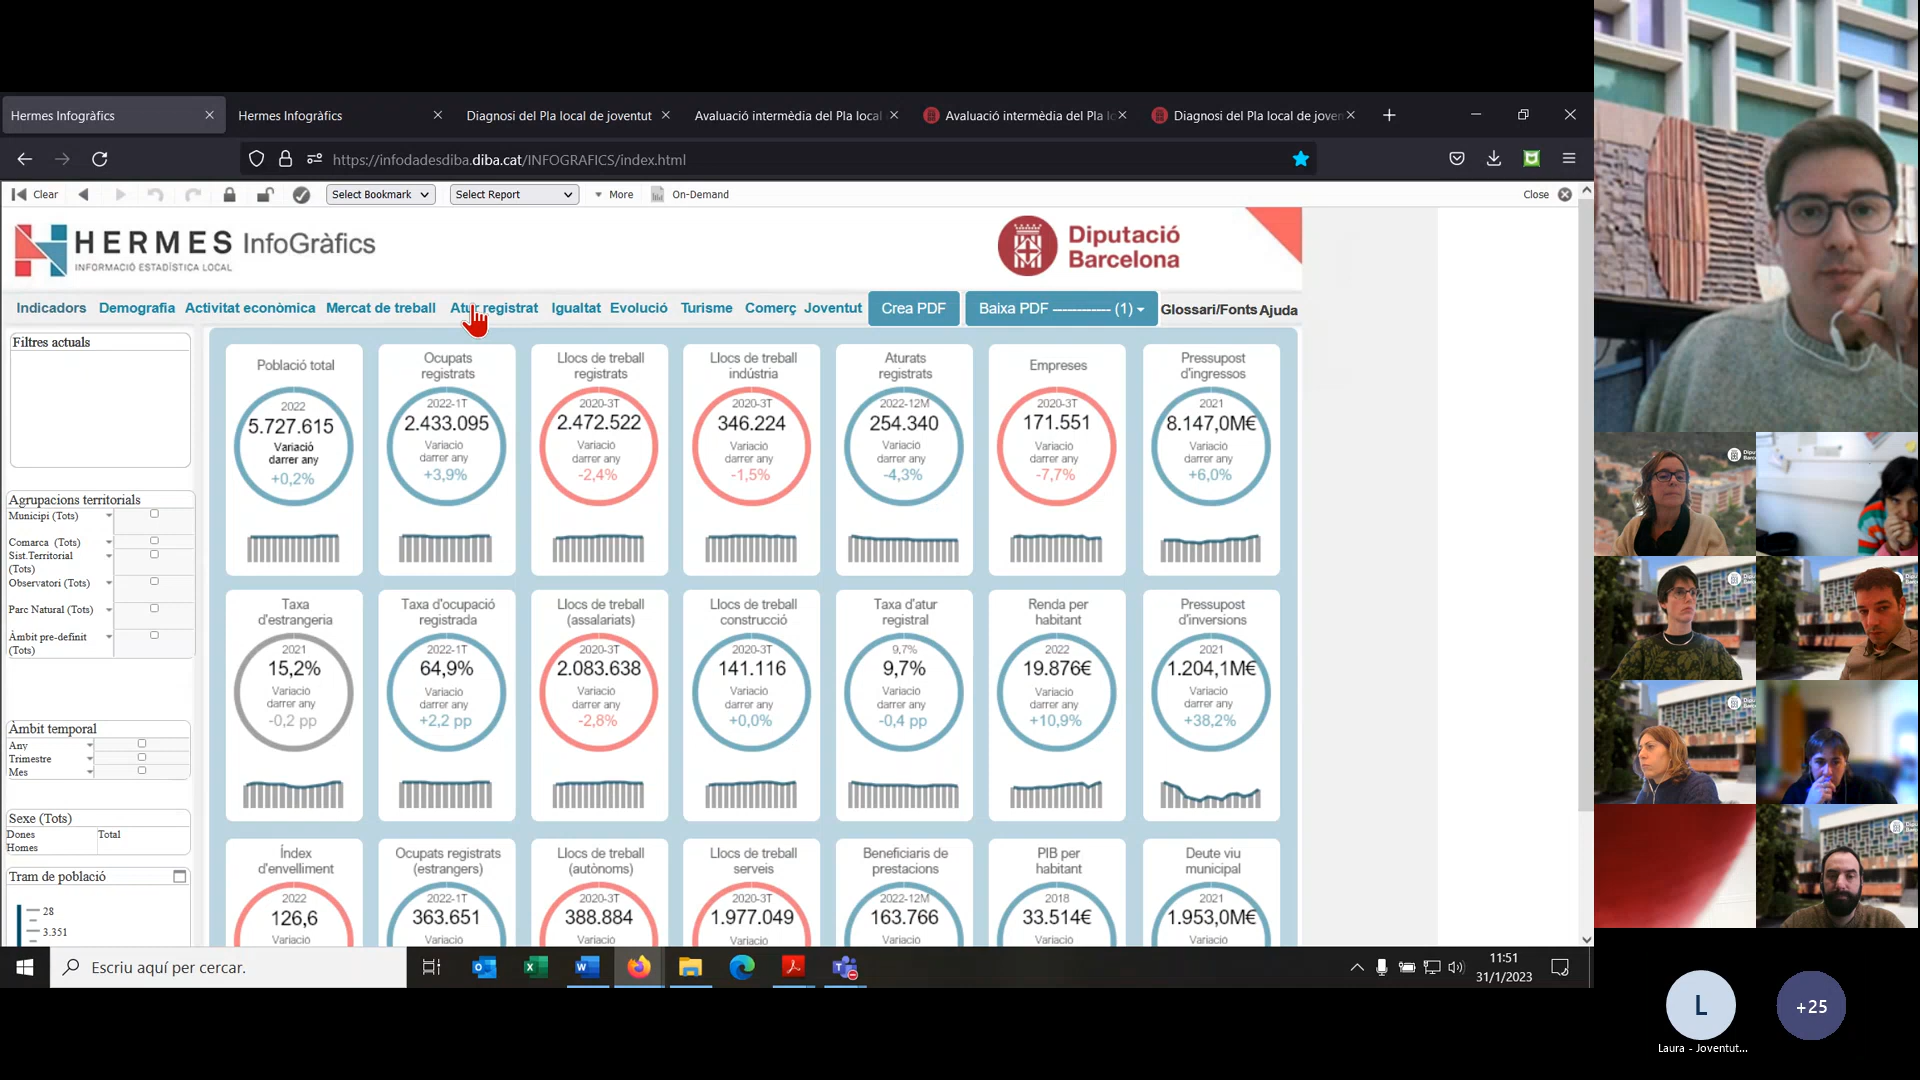 Hermes Infogràfics
Hermes Infogràfics
Diagnosi del Pla local de joventut
Avaluació intermèdia del Pla local
Avaluació intermèdia del Pla lo
Diagnosi del Pla local de joven
https://infodadesdiba.diba.cat/INFOGRAFICS/index.html
Clear
Select Bookmark
Select Report
More
On-Demand
Close
HERMES InfoGràfics
INFORMACIÓ ESTADÍSTICA LOCAL
Diputació
Barcelona
Indicadors Demografia Activitat econòmica Mercat de treball Atur registrat Igualtat Evolució Turisme Comerç Joventut Crea PDF Baixa PDF ------------ (1) Glossari/Fonts Ajuda
Filtres actuals
Agrupacions territorials
Municipi (Tots)
Comarca (Tots)
Sist.Territorial
(Tots)
Observatori (Tots)
Parc Natural (Tots)
Àmbit pre-definit
(Tots)
Àmbit temporal
Any
Trimestre
Mes
Sexe (Tots)
Dones Total
Homes
Tram de població
28
3.351
Població total
2022
5.727.615
Variació
darrer any
+0,2%
Ocupats
registrats
2022-1T
2.433.095
Variació
darrer any
+3,9%
Llocs de treball
registrats
2020-3T
2.472.522
Variació
darrer any
-2,4%
Llocs de treball
indústria
2020-3T
346.224
Variació
darrer any
-1,5%
Aturats
registrats
2022-12M
254.340
Variació
darrer any
-4,3%
Empreses
2020-3T
171.551
Variació
darrer any
-7,7%
Pressupost
d'ingressos
2021
8.147,0M€
Variació
darrer any
+6,0%
Taxa
d'estrangeria
2021
15,2%
Variació
darrer any
-0,2 pp
Taxa d'ocupació
registrada
2022-1T
64,9%
Variació
darrer any
+2,2 pp
Llocs de treball
(assalariats)
2020-3T
2.083.638
Variació
darrer any
-2,8%
Llocs de treball
construcció
2020-3T
141.116
Variació
darrer any
+0,0%
Taxa d'atur
registral
9,7%
9,7%
Variació
darrer any
-0,4 pp
Renda per
habitant
2022
19.876€
Variació
darrer any
+10,9%
Pressupost
d'inversions
2021
1.204,1M€
Variació
darrer any
+38,2%
Índex
d'envelliment
2022
126,6
Variació
Ocupats registrats
(estrangers)
2022-1T
363.651
Variació
Llocs de treball
(autònoms)
2020-3T
388.884
Variació
Llocs de treball
serveis
2020-3T
1.977.049
Variació
Beneficiaris de
prestacions
2022-12M
163.766
Variació
PIB per
habitant
2018
33.514€
Variació
Deute viu
municipal
2021
1.953,0M€
Variació
Escriu aquí per cercar.
11:51
31/1/2023
L
Laura - Joventut...
+25